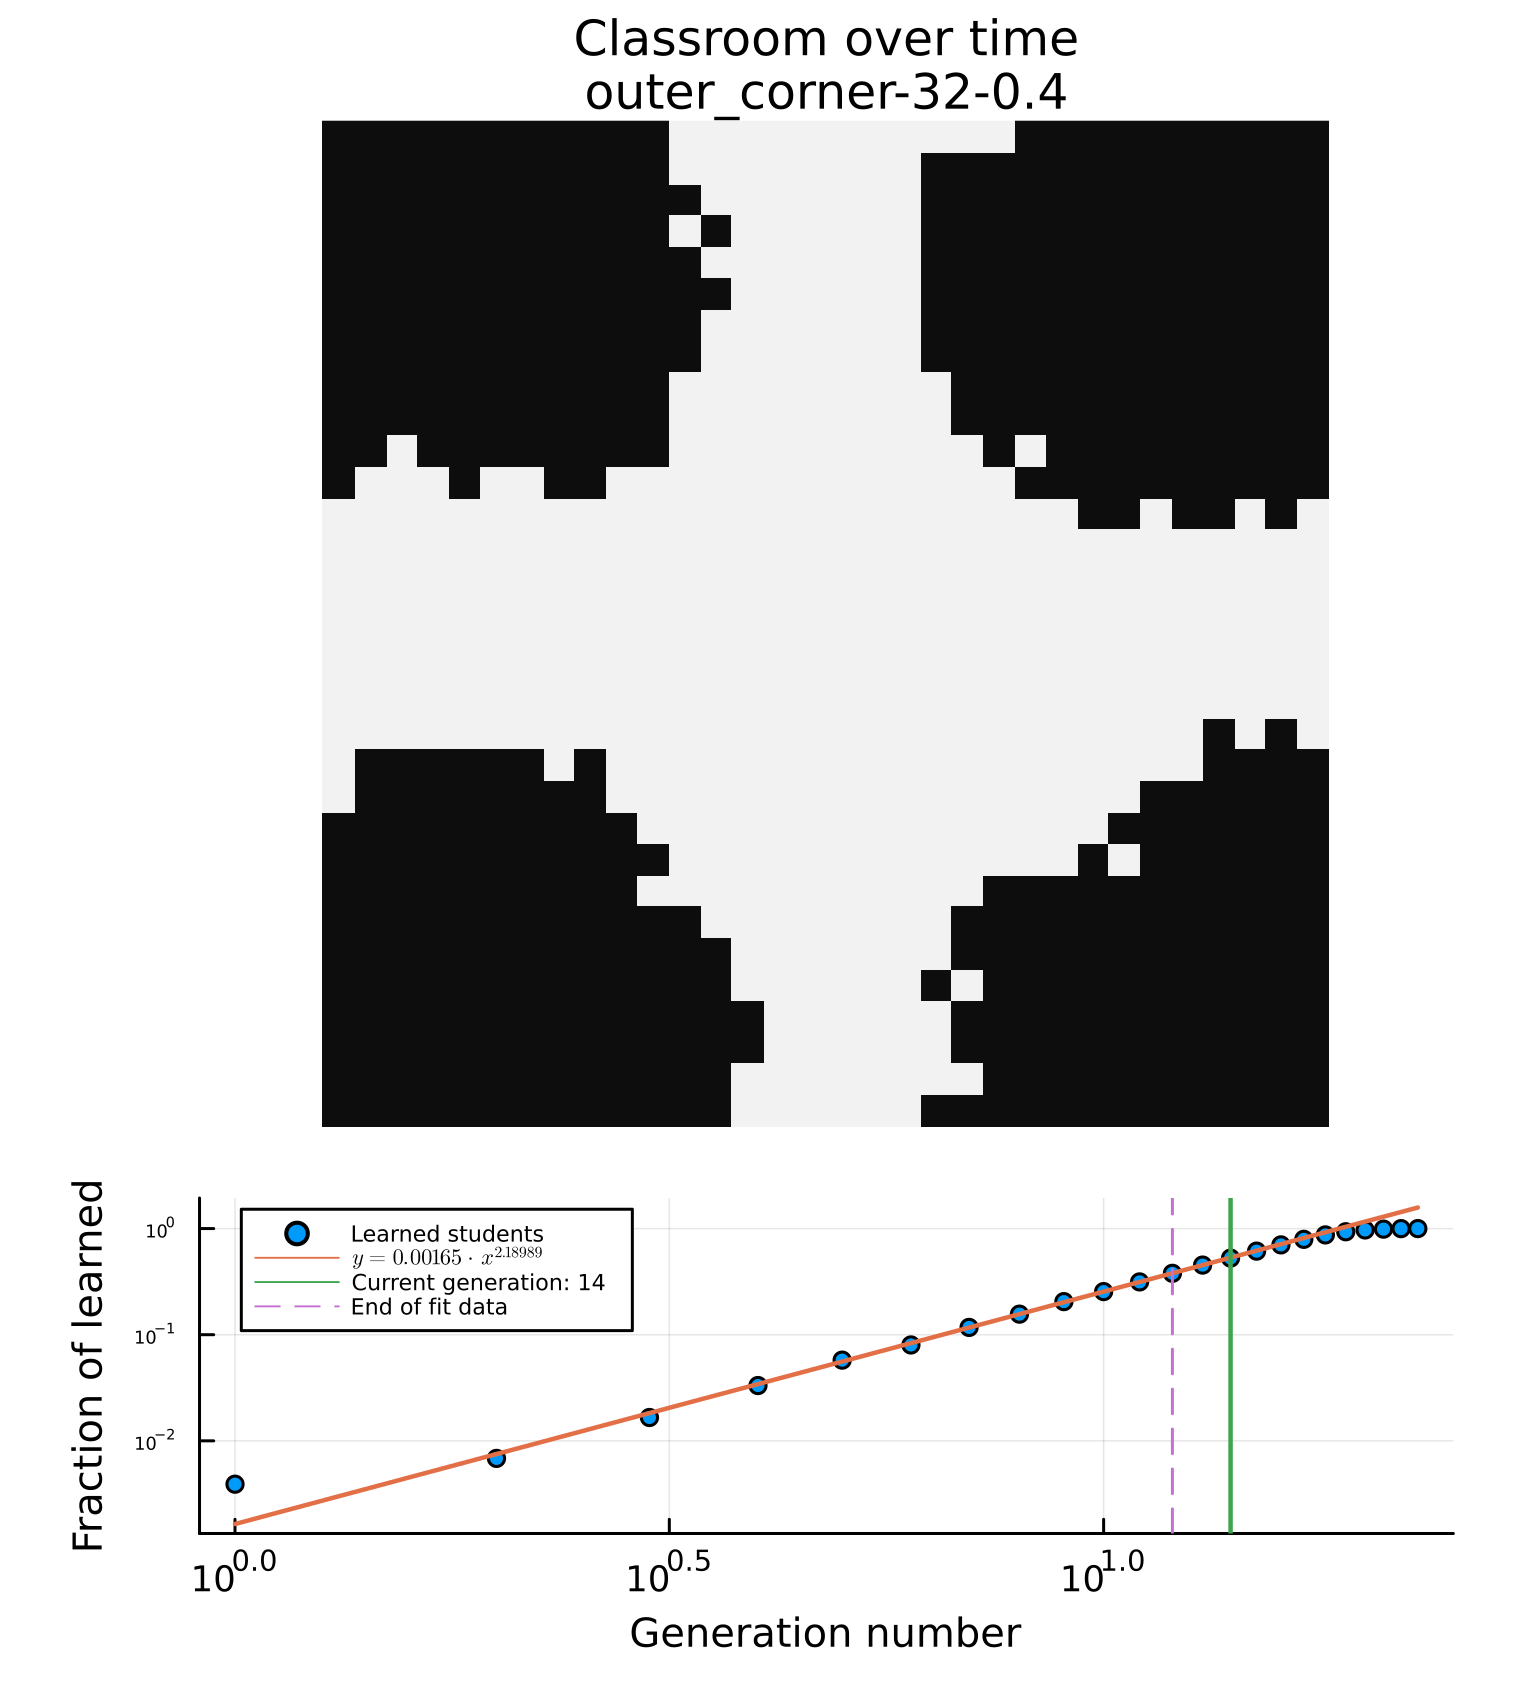 Classroom over time
outer_corner-32-0.4
Fraction of learned
10^0
10^-1
10^-2
Learned students
y = 0.00165 · x^2.18989
Current generation: 14
End of fit data
10^0.0 10^0.5 10^1.0
Generation number